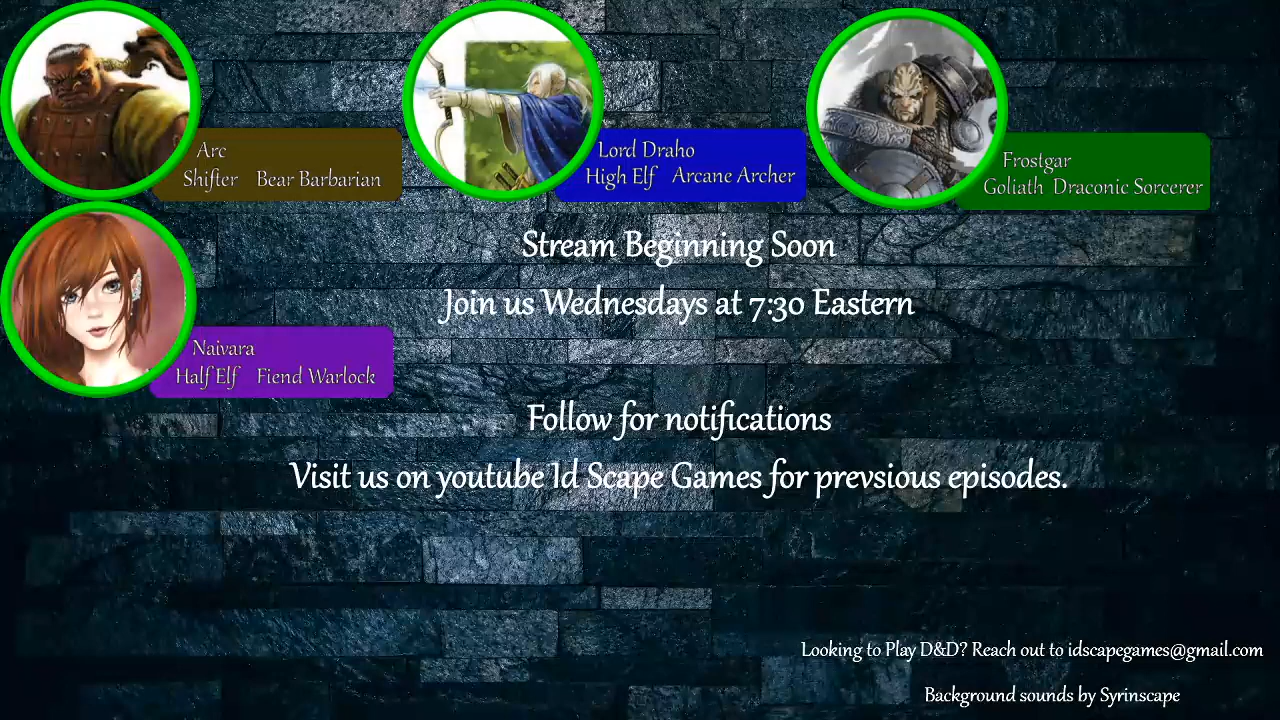 Arc
Shifter Bear Barbarian
Lord Draho
High Elf Arcane Archer
Frostgar
Goliath Draconic Sorcerer
Naivara
Half Elf Fiend Warlock
Stream Beginning Soon
Join us Wednesdays at 7:30 Eastern
Follow for notifications
Visit us on youtube Id Scape Games for prevsious episodes.
Looking to Play D&D? Reach out to idscapegames@gmail.com
Background sounds by Syrinscape